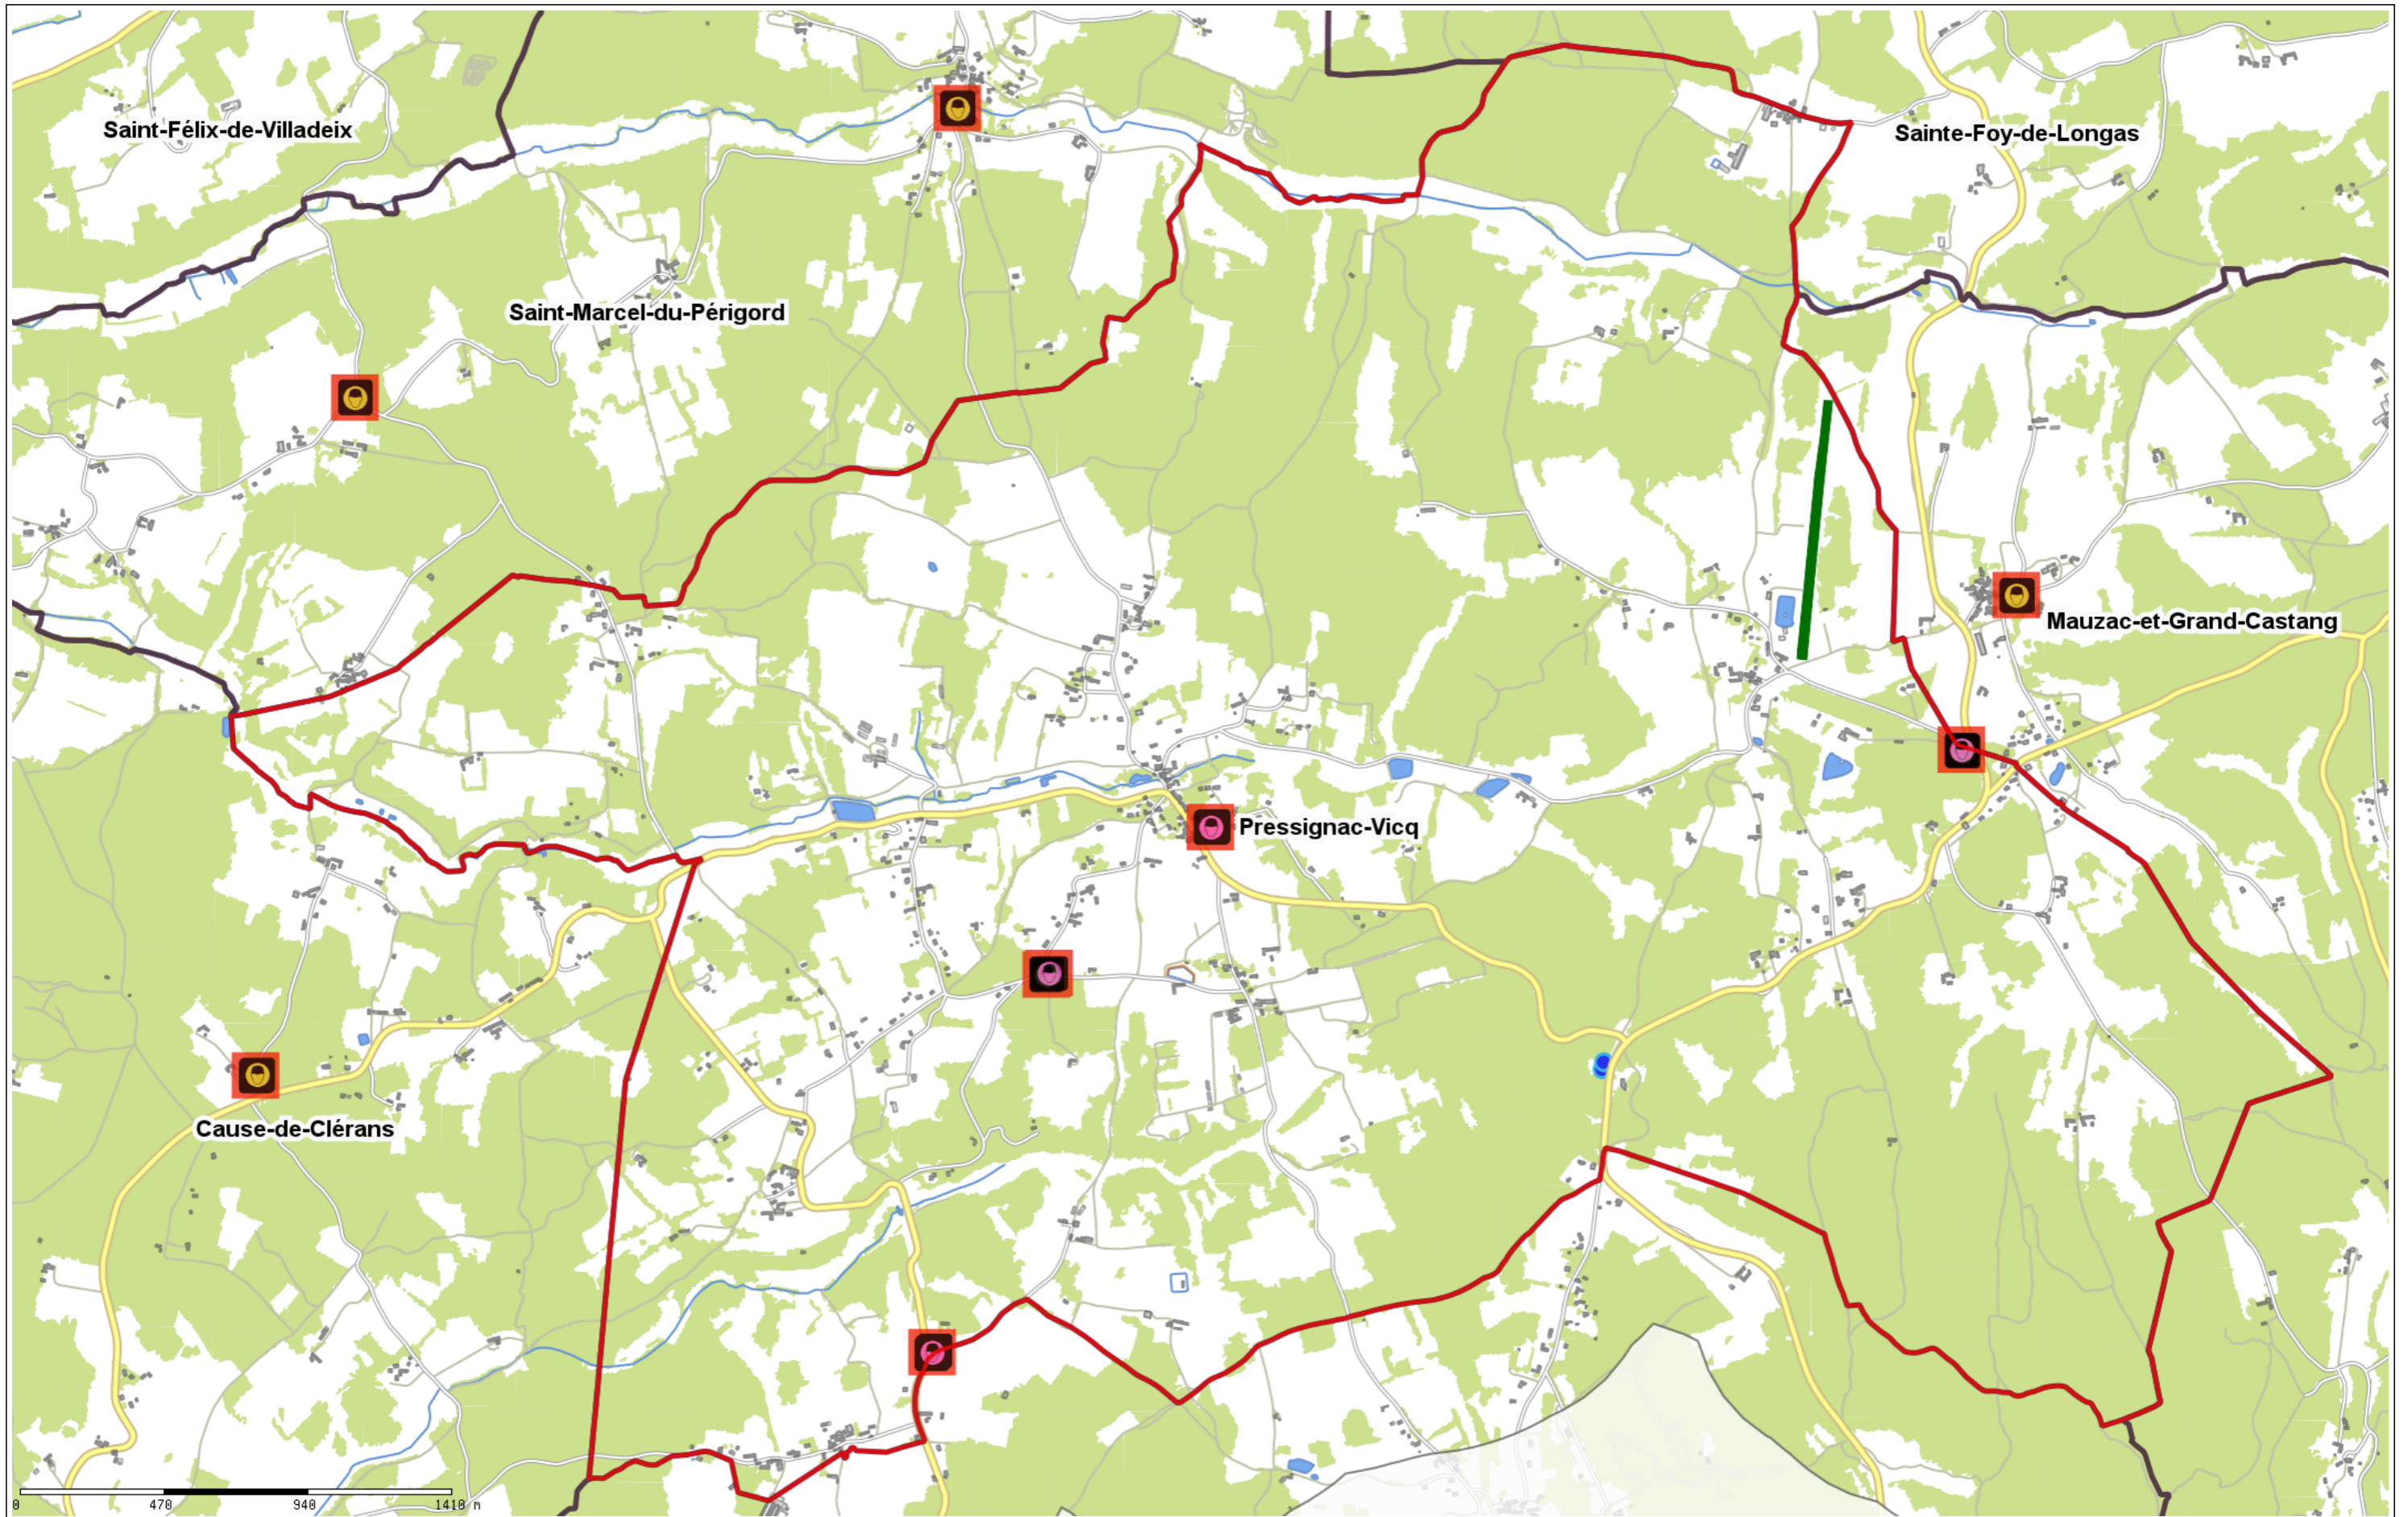 Saint-Félix-de-Villadeix
Sainte-Foy-de-Longas
Saint-Marcel-du-Périgord
Mauzac-et-Grand-Castang
Pressignac-Vicq
Cause-de-Clérans
0 470 940 1410 m